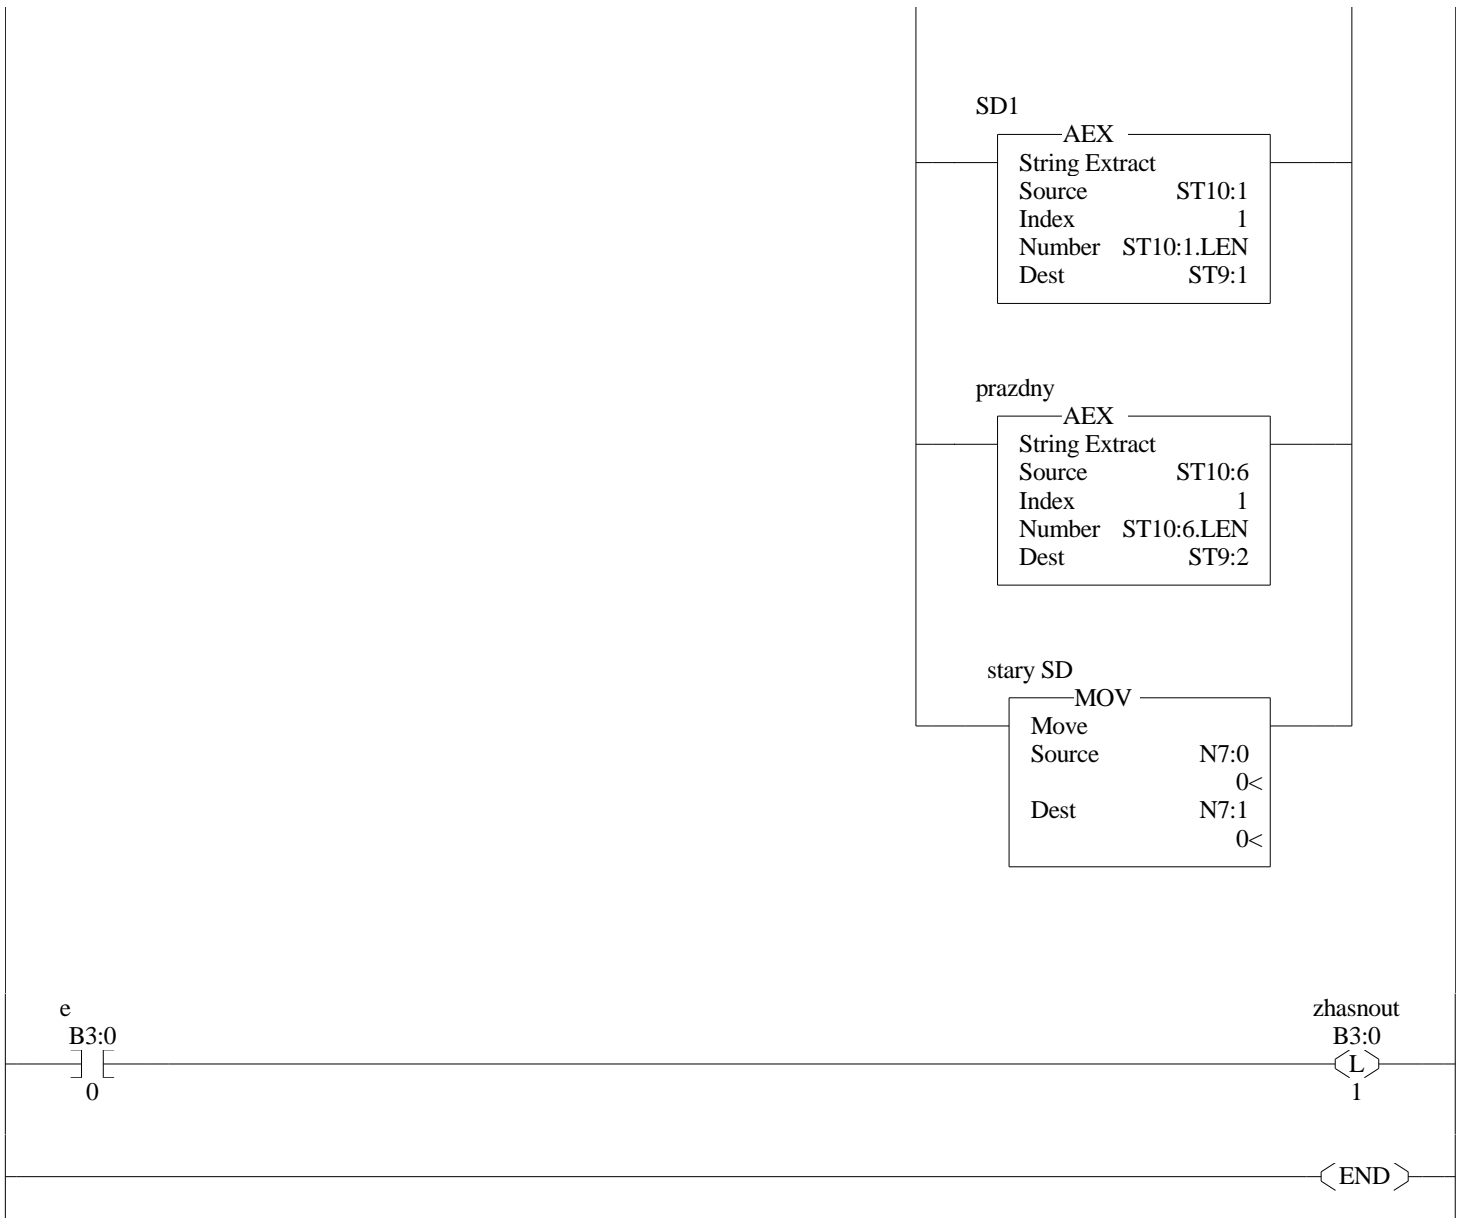 SD1
AEX
String Extract
Source ST10:1
Index 1
Number ST10:1.LEN
Dest ST9:1
prazdny
AEX
String Extract
Source ST10:6
Index 1
Number ST10:6.LEN
Dest ST9:2
stary SD
MOV
Move
Source N7:0
0<
Dest N7:1
0<
e zhasnout
B3:0 B3:0
L
0 1
END